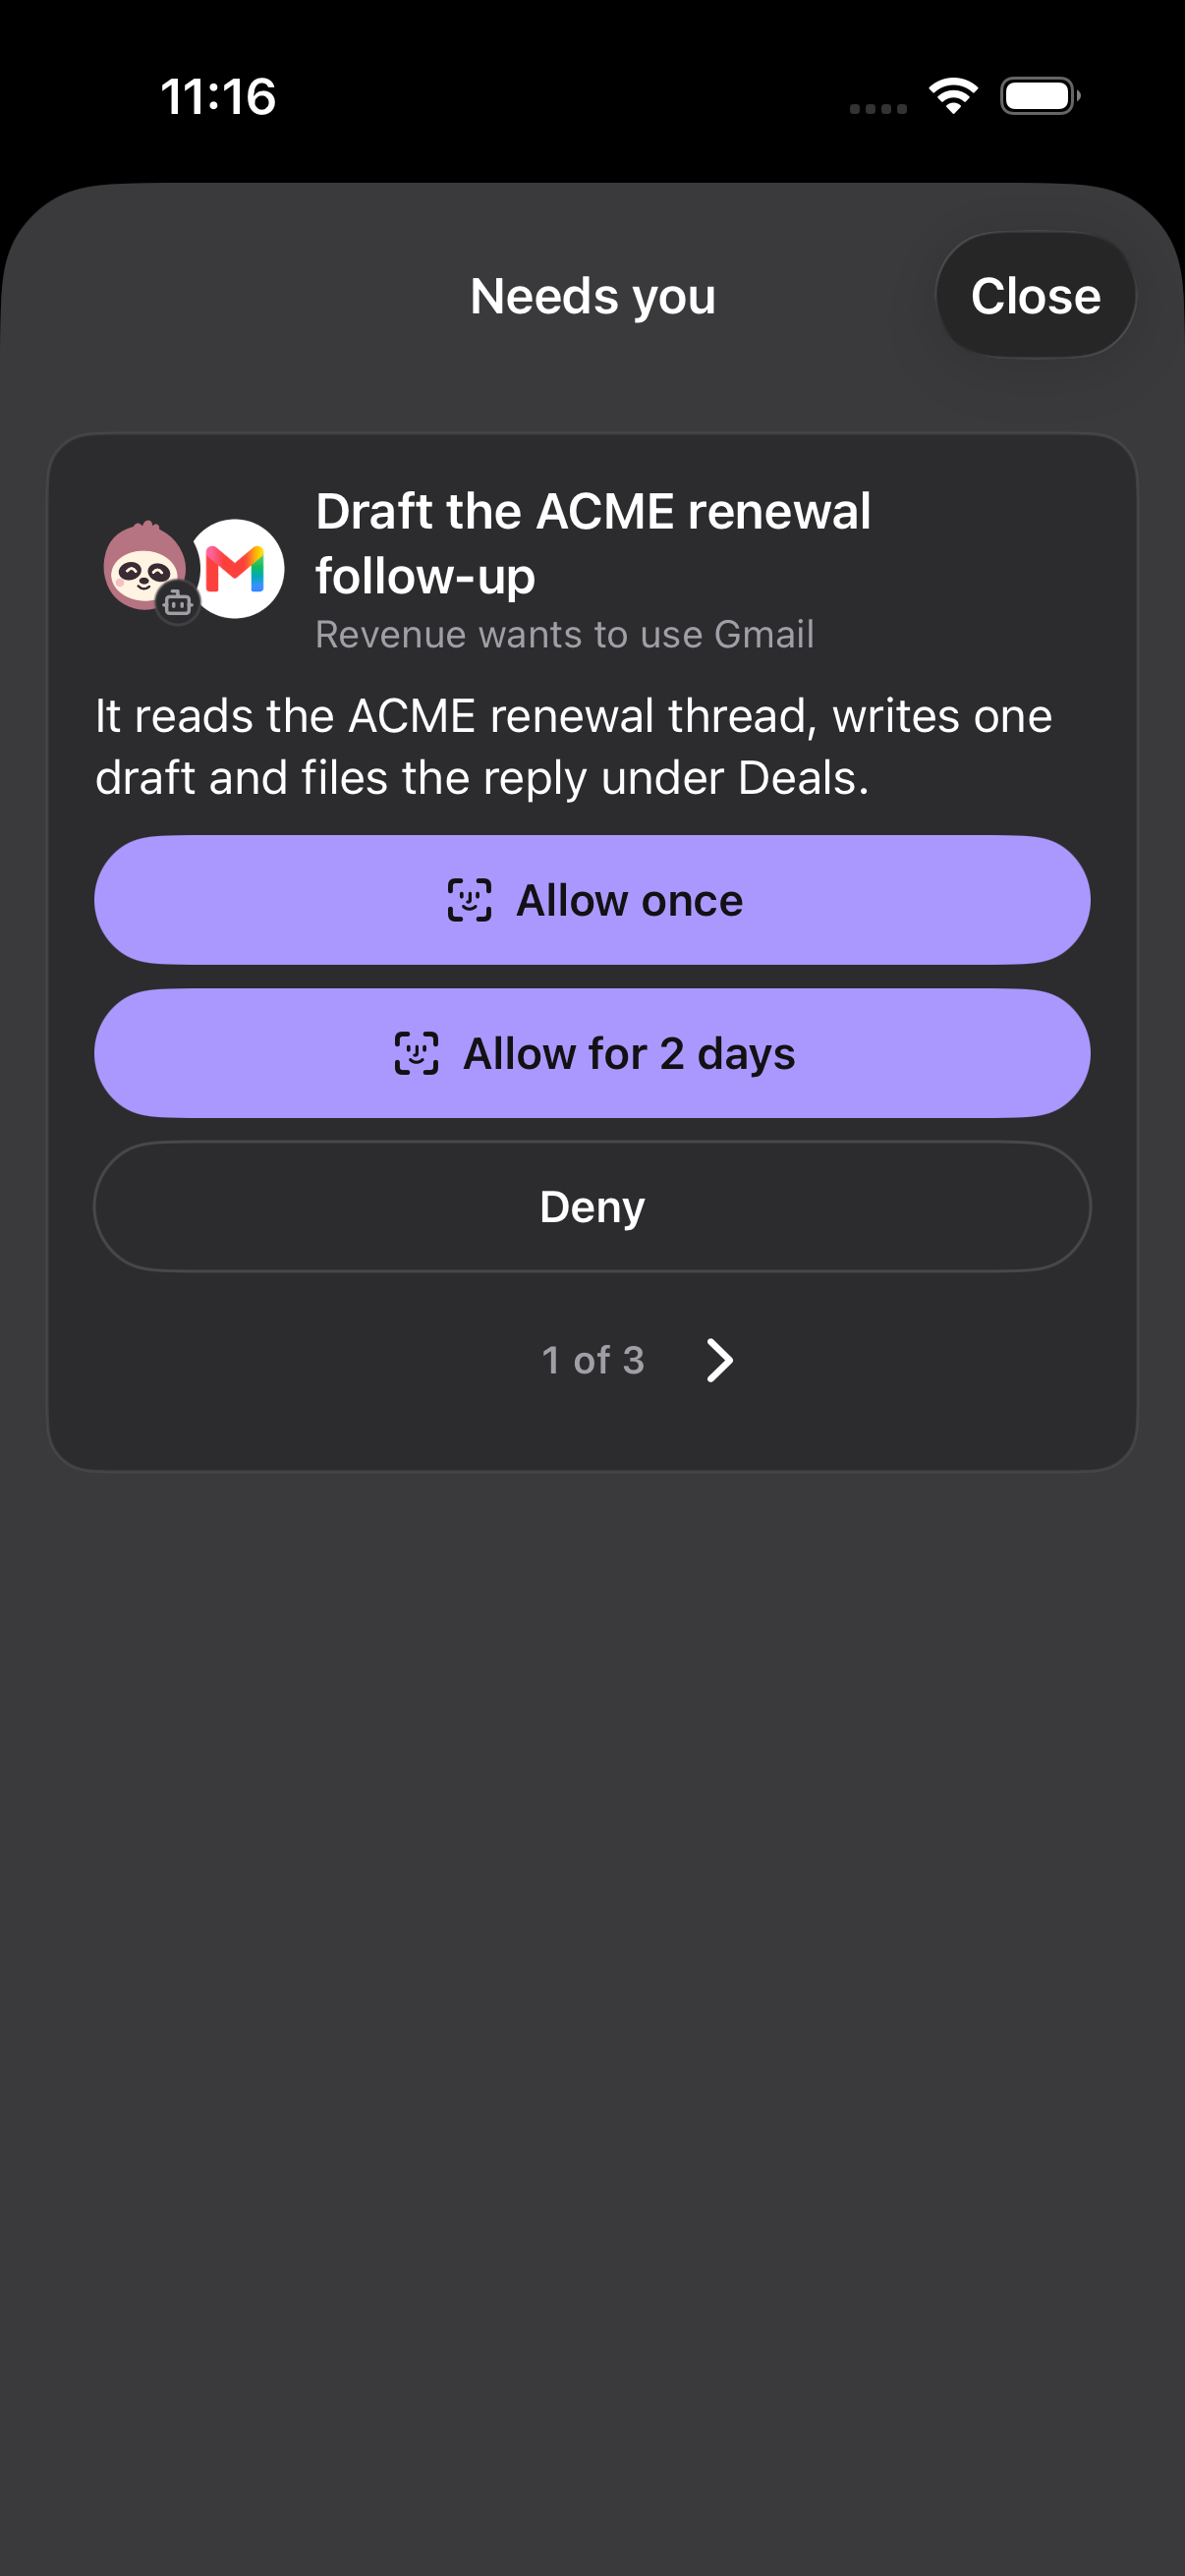 11:16
Needs you
Close
Draft the ACME renewal
follow-up
Revenue wants to use Gmail
It reads the ACME renewal thread, writes one
draft and files the reply under Deals.
Allow once
Allow for 2 days
Deny
1 of 3